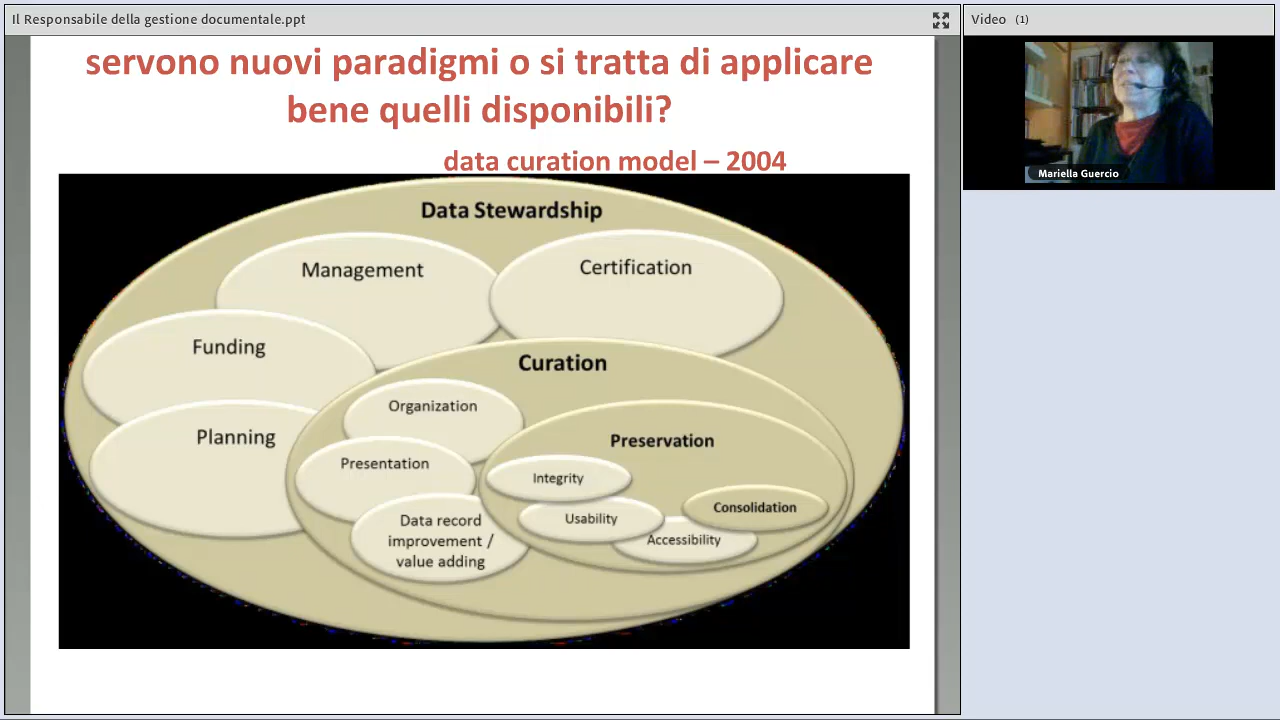 Il Responsabile della gestione documentale.ppt
Video (1)
servono nuovi paradigmi o si tratta di applicare
bene quelli disponibili?
data curation model – 2004
Data Stewardship
Management
Certification
Funding
Curation
Organization
Planning
Preservation
Presentation
Integrity
Consolidation
Usability
Data record
improvement /
value adding
Accessibility
Mariella Guercio